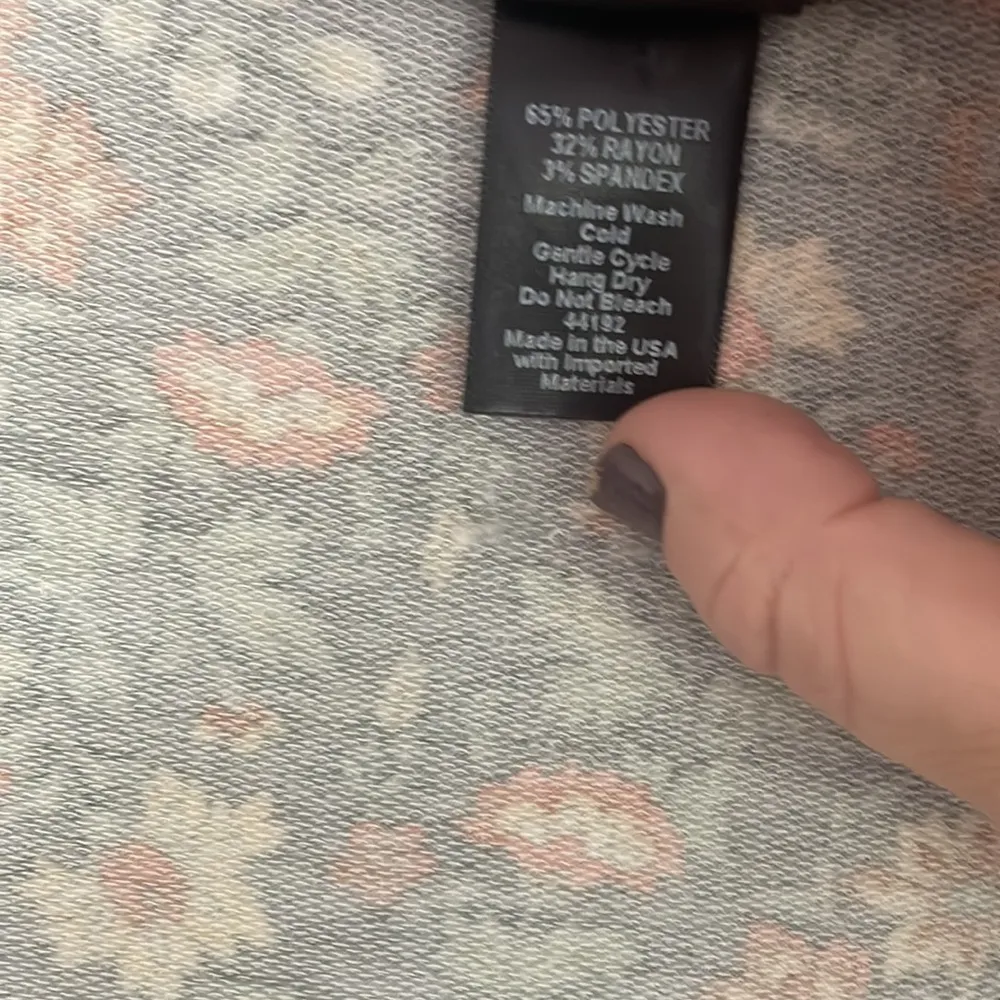 65% POLYESTER
32% RAYON
3% SPANDEX
Machine Wash
Cold
Gentle Cycle
Hang Dry
Do Not Bleach
44192
Made in the USA
with Imported
Materials